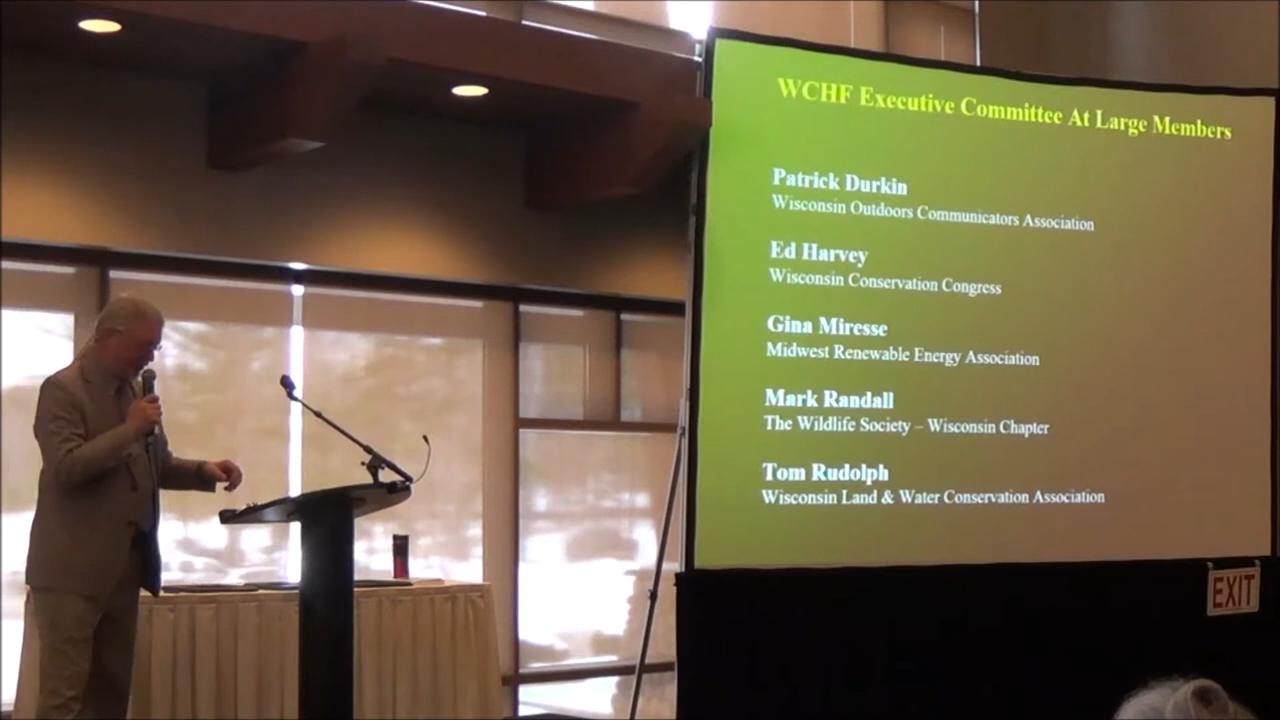 WCHF Executive Committee At Large Members
Patrick Durkin
Wisconsin Outdoors Communicators Association
Ed Harvey
Wisconsin Conservation Congress
Gina Miresse
Midwest Renewable Energy Association
Mark Randall
The Wildlife Society – Wisconsin Chapter
Tom Rudolph
Wisconsin Land & Water Conservation Association
EXIT